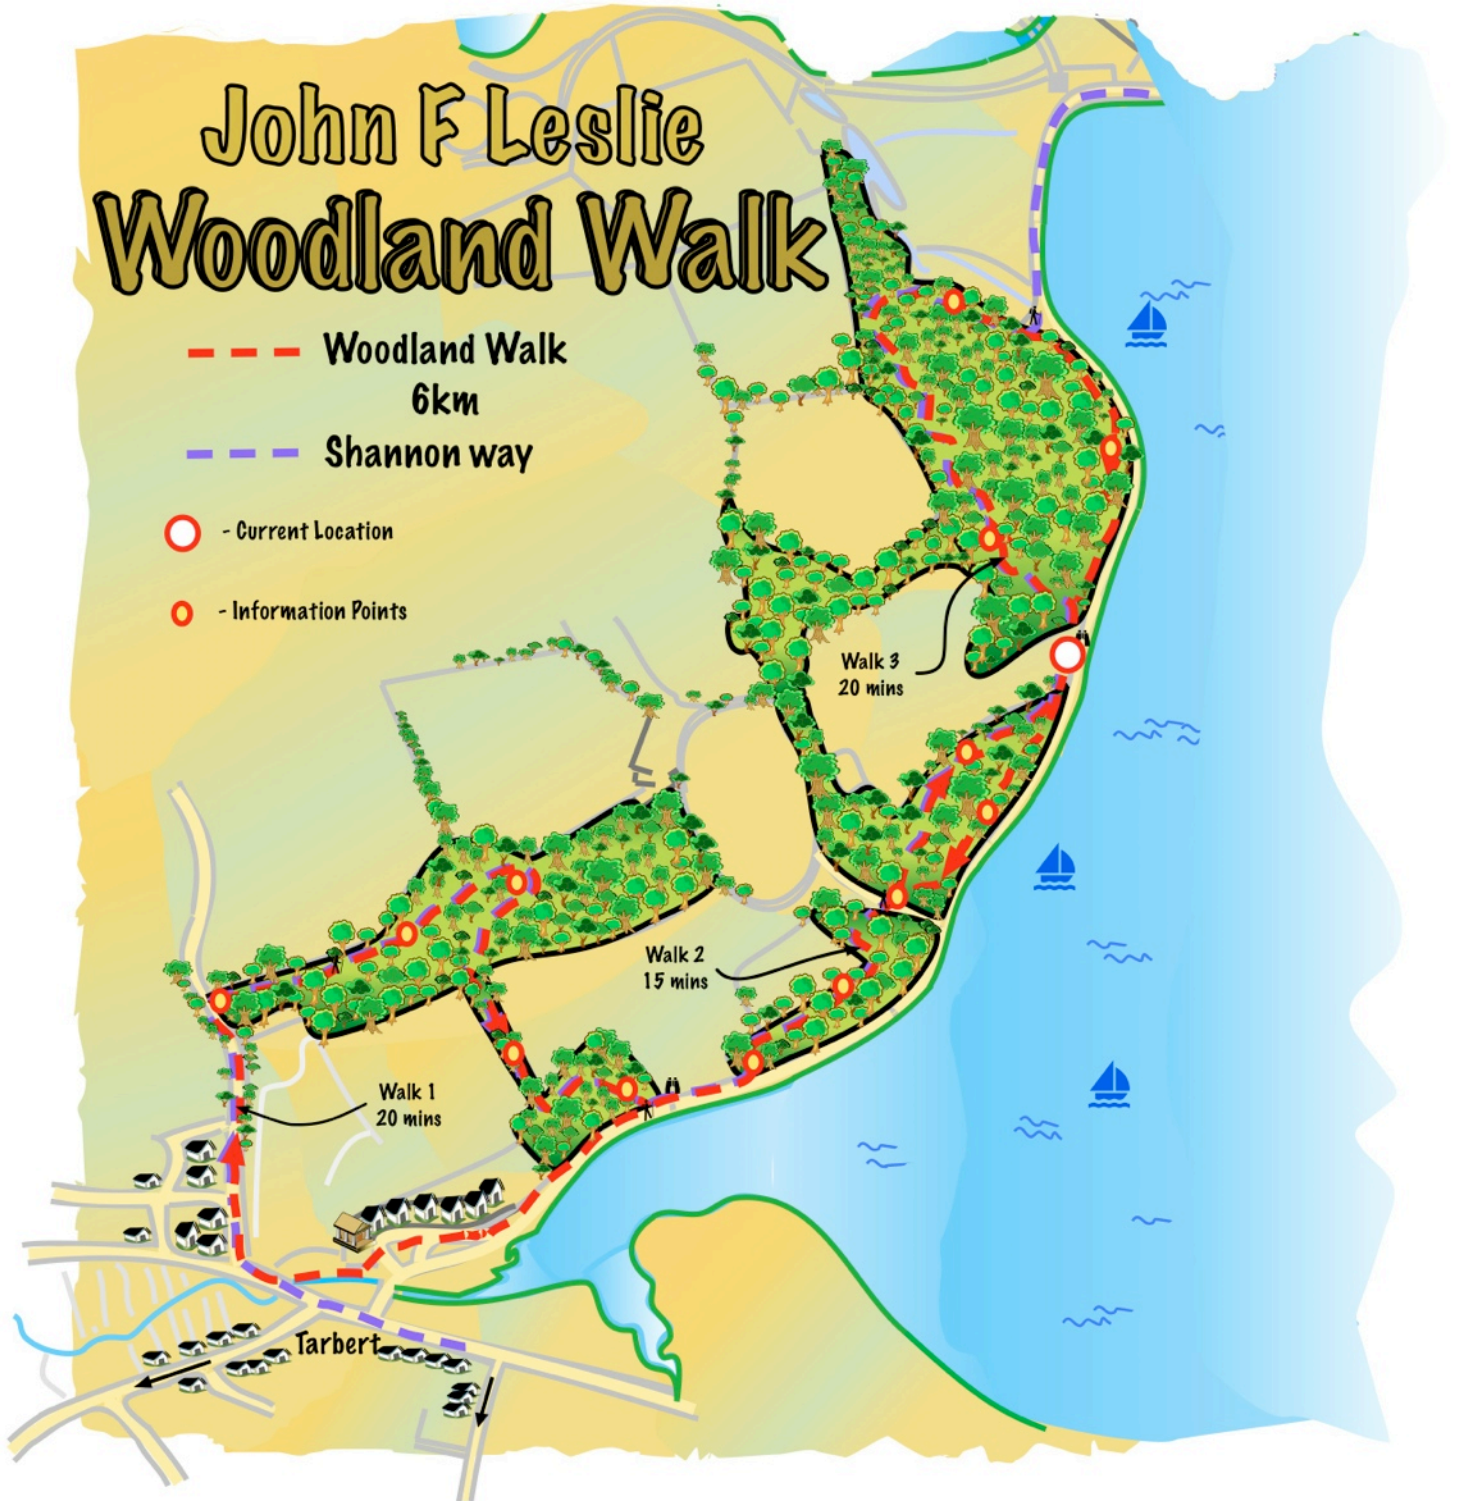 John F Leslie
Woodland Walk
Woodland Walk
6km
Shannon way
- Current Location
- Information Points
Walk 3
20 mins
Walk 2
15 mins
Walk 1
20 mins
Tarbert